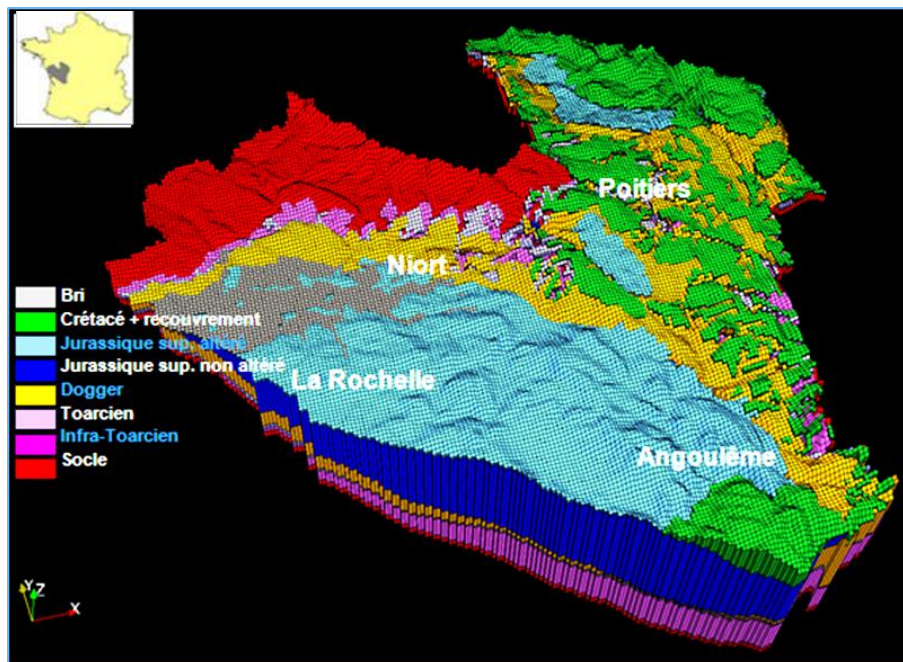 Poitiers
Niort
Bri
Crétacé + recouvrement
Jurassique sup. altéré
Jurassique sup. non altéré
La Rochelle
Dogger
Toarcien
Infra-Toarcien
Angoulême
Socle
Y
Z
X